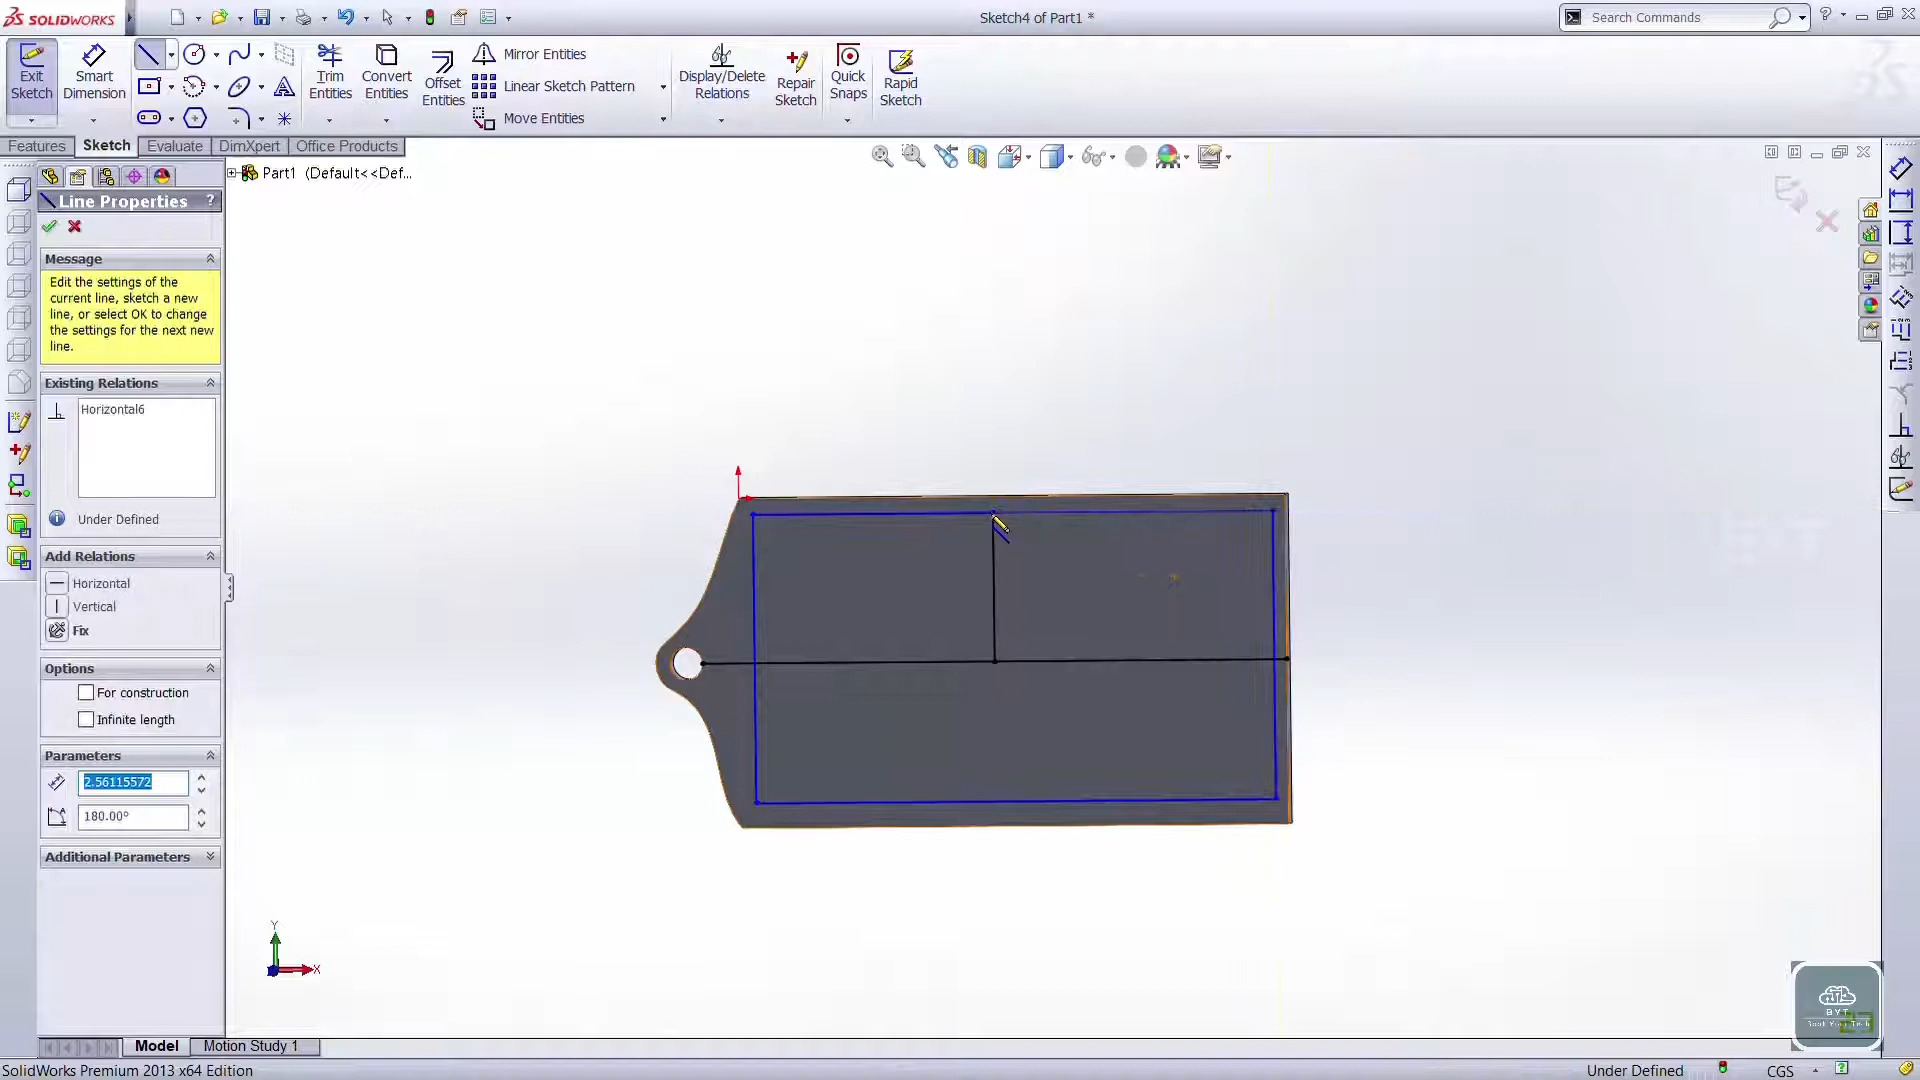 SOLIDWORKS
Sketch4 of Part1 *
Search Commands
?
Exit Sketch
Smart Dimension
Trim Entities
Convert Entities
Offset Entities
Mirror Entities
Linear Sketch Pattern
Move Entities
Display/Delete Relations
Repair Sketch
Quick Snaps
Rapid Sketch
Features
Sketch
Evaluate
DimXpert
Office Products
Part1 (Default<<Def...
Line Properties
?
Message
Edit the settings of the
current line, sketch a new
line, or select OK to change
the settings for the next new
line.
Existing Relations
Horizontal6
Under Defined
Add Relations
Horizontal
Vertical
Fix
Options
For construction
Infinite length
Parameters
2.56115572
180.00°
Additional Parameters
Y
X
BYT
Model
Motion Study 1
SolidWorks Premium 2013 x64 Edition
Under Defined
CGS